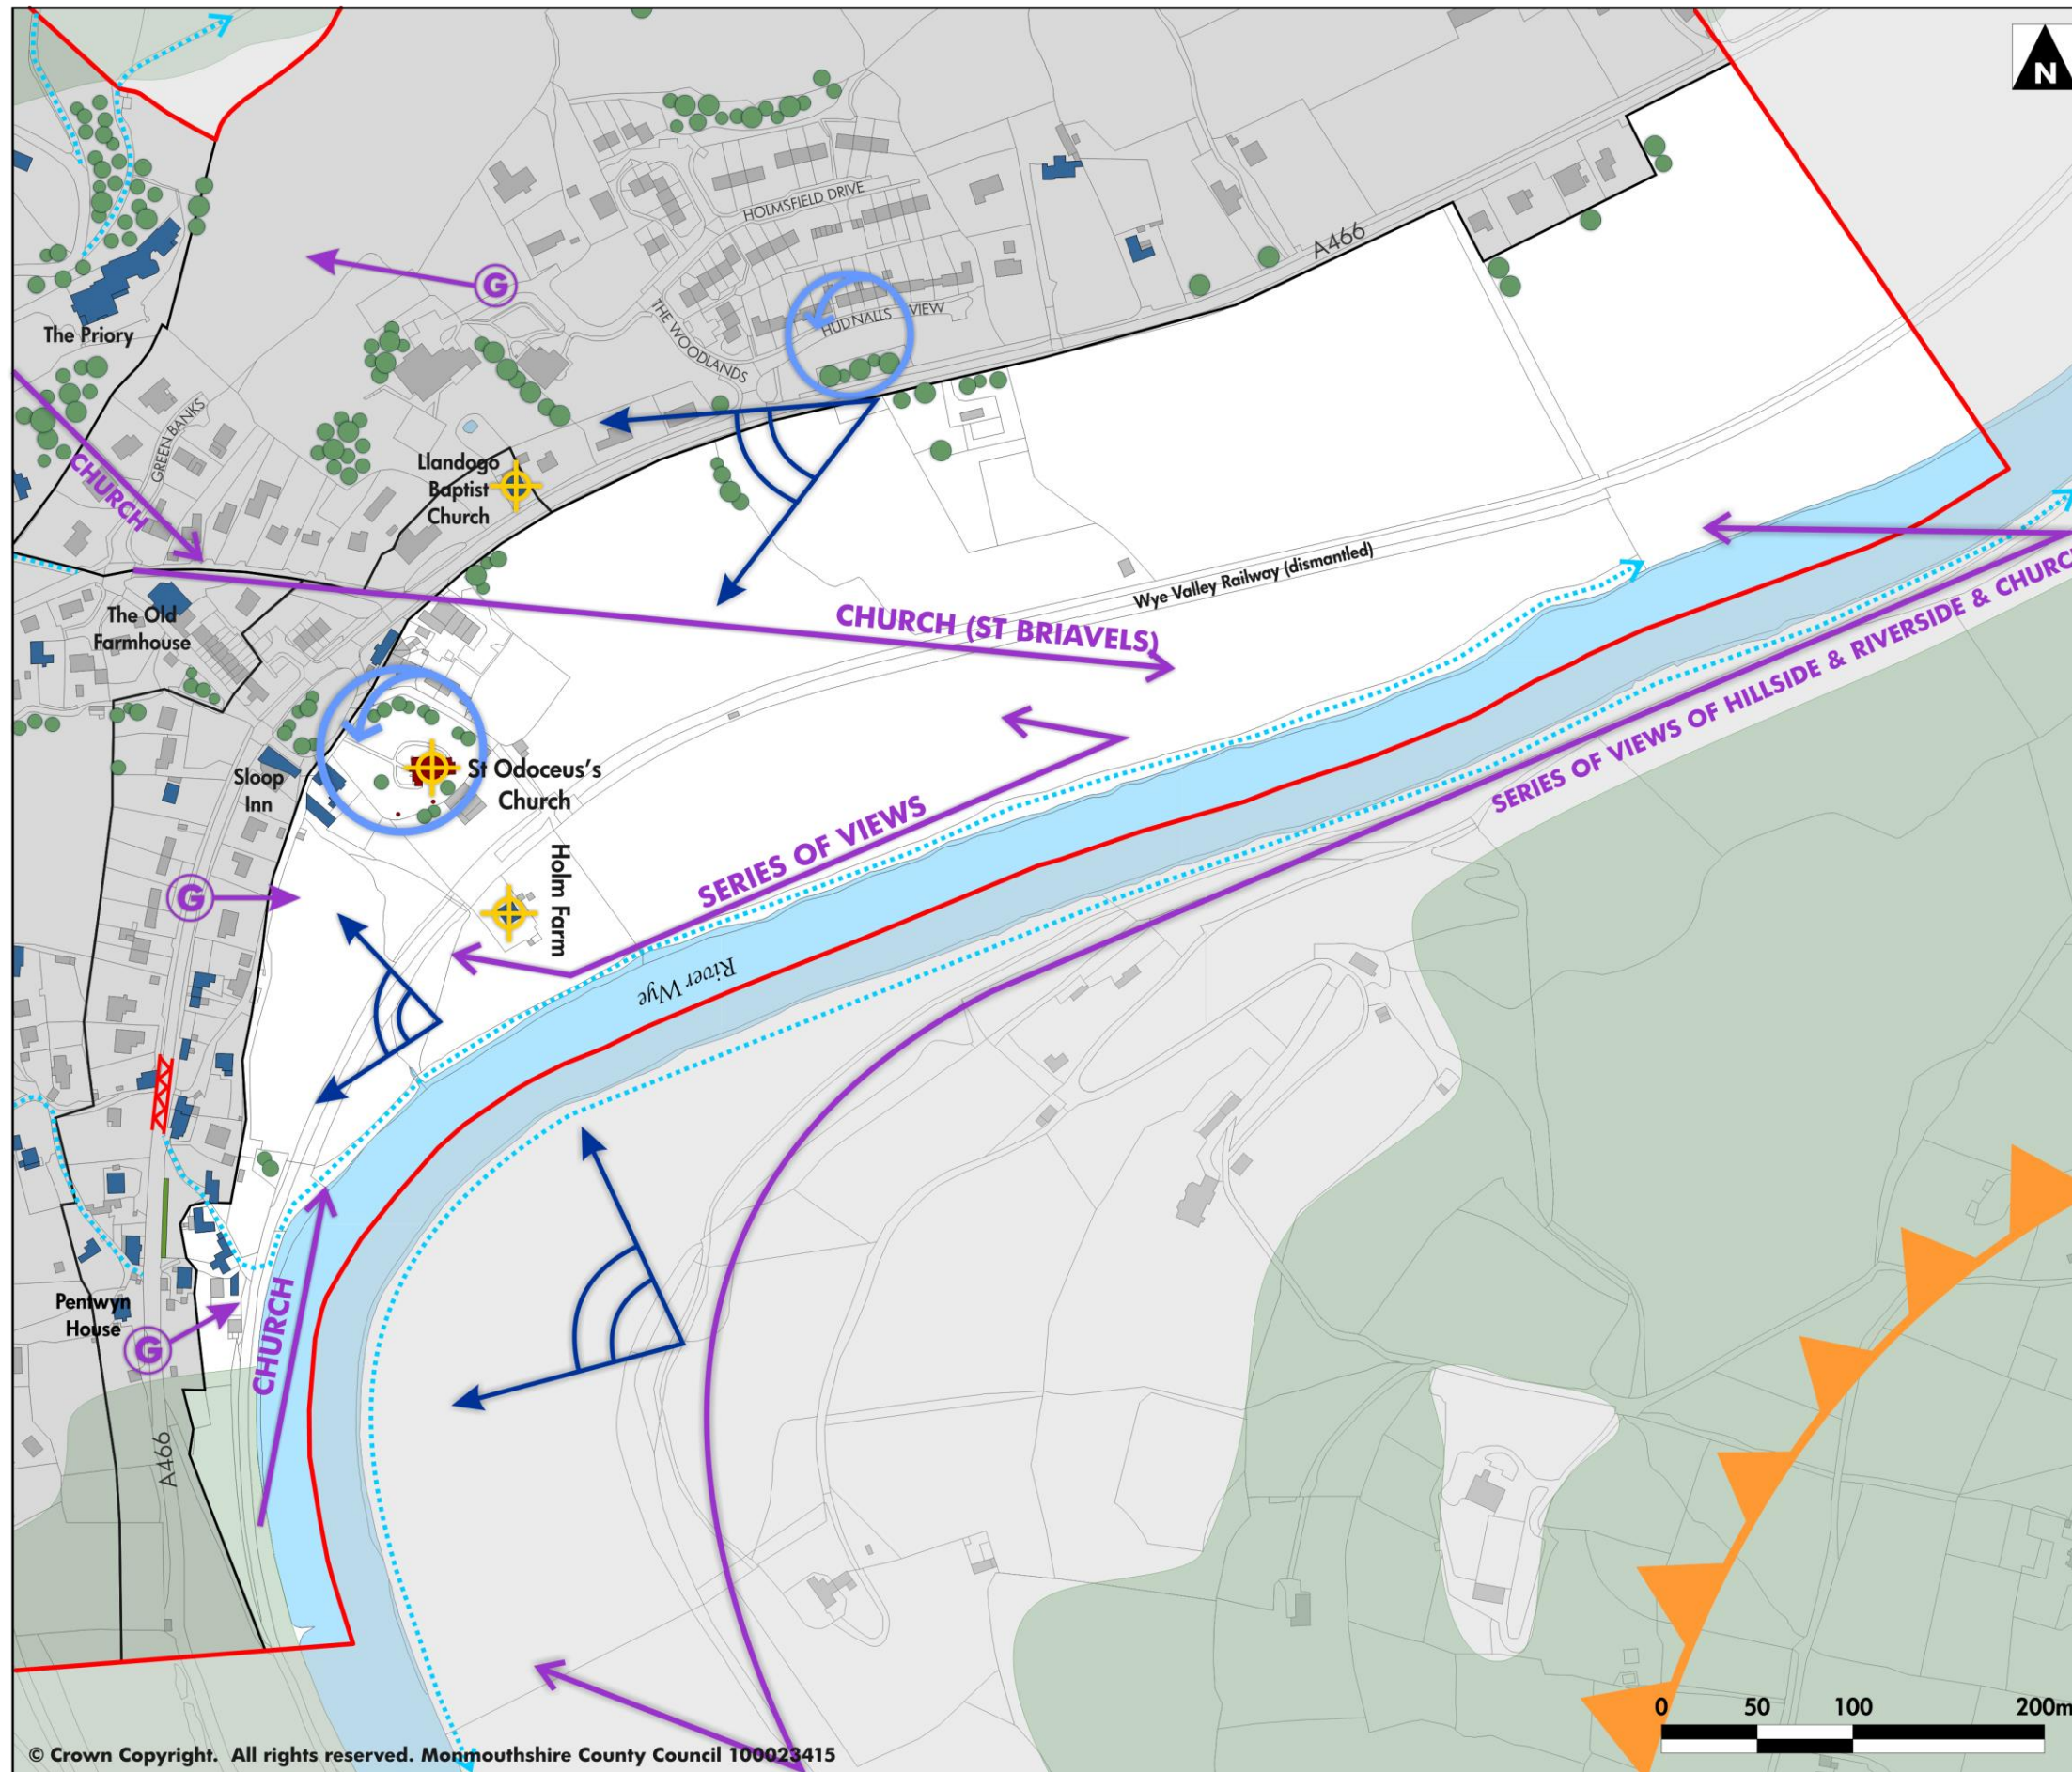 N
HOLMSFIELD DRIVE
A466
G
The Priory
THE WOODLANDS
HUDNALLS VIEW
GREEN BANKS
CHURCH
Llandogo
Baptist
Church
Wye Valley Railway (dismantled)
The Old
Farmhouse
CHURCH (ST BRIAVELS)
SERIES OF VIEWS OF HILLSIDE & RIVERSIDE & CHURC
Sloop
Inn
St Odoceus's
Church
SERIES OF VIEWS
Holm Farm
G
River Wye
Pentwyn
House
G
CHURCH
A466
0 50 100 200m
© Crown Copyright. All rights reserved. Monmouthshire County Council 100023415